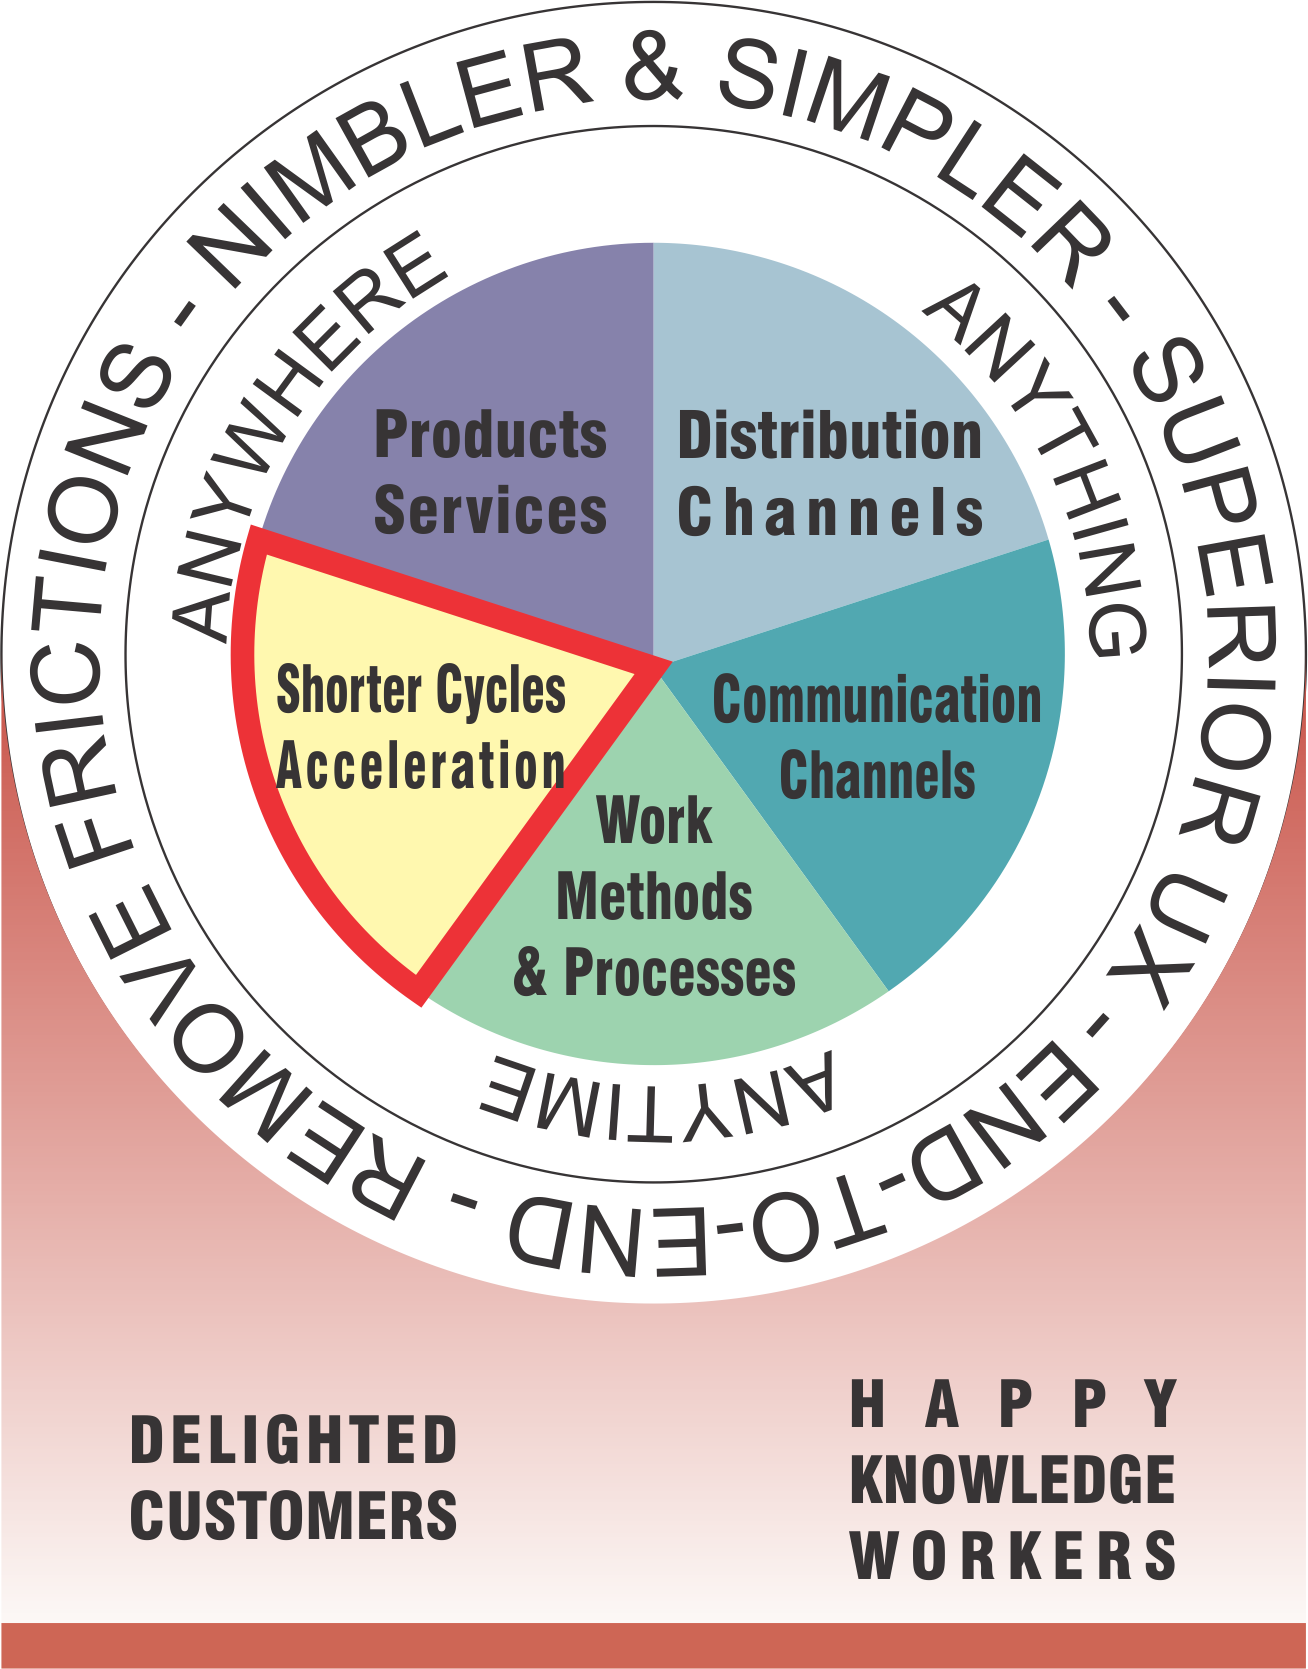 REMOVE FRICTIONS - NIMBLER & SIMPLER - SUPERIOR UX - END-TO-END -
ANYWHERE
ANYTHING
ANYTIME
Products
Services
Distribution
Channels
Shorter Cycles
Acceleration
Communication
Channels
Work
Methods
& Processes
DELIGHTED
CUSTOMERS
HAPPY
KNOWLEDGE
WORKERS